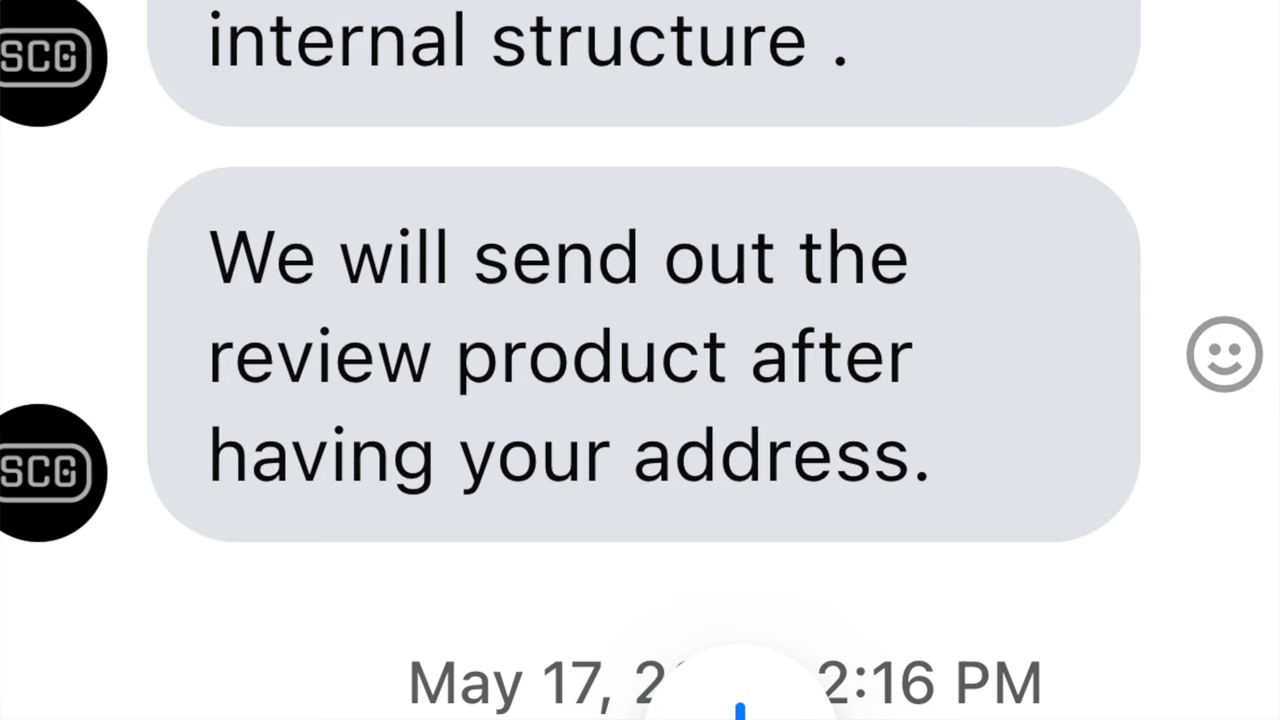 SCG
internal structure .
We will send out the
review product after
having your address.
SCG
May 17, 2:16 PM